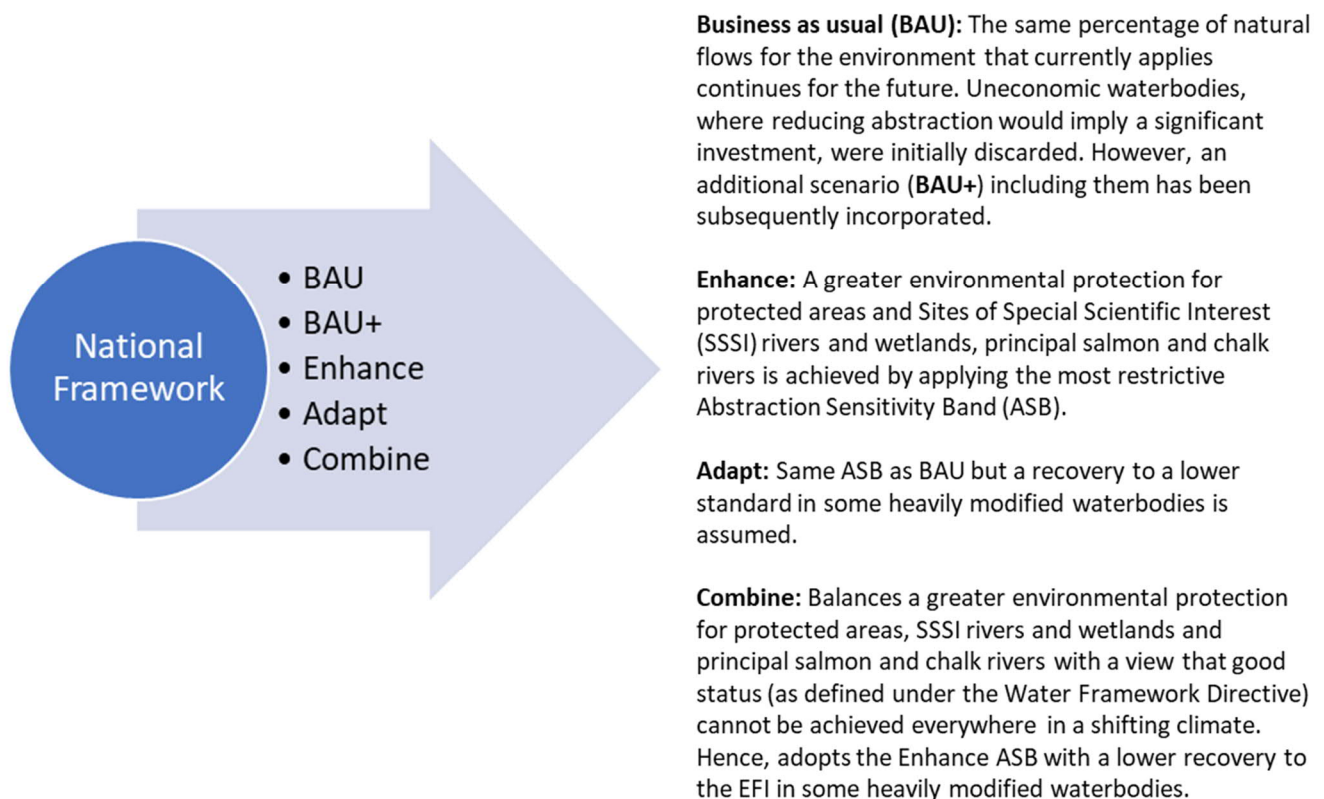 National
Framework
• BAU
• BAU+
• Enhance
• Adapt
• Combine
Business as usual (BAU): The same percentage of natural
flows for the environment that currently applies
continues for the future. Uneconomic waterbodies,
where reducing abstraction would imply a significant
investment, were initially discarded. However, an
additional scenario (BAU+) including them has been
subsequently incorporated.
Enhance: A greater environmental protection for
protected areas and Sites of Special Scientific Interest
(SSSI) rivers and wetlands, principal salmon and chalk
rivers is achieved by applying the most restrictive
Abstraction Sensitivity Band (ASB).
Adapt: Same ASB as BAU but a recovery to a lower
standard in some heavily modified waterbodies is
assumed.
Combine: Balances a greater environmental protection
for protected areas, SSSI rivers and wetlands and
principal salmon and chalk rivers with a view that good
status (as defined under the Water Framework Directive)
cannot be achieved everywhere in a shifting climate.
Hence, adopts the Enhance ASB with a lower recovery to
the EFI in some heavily modified waterbodies.